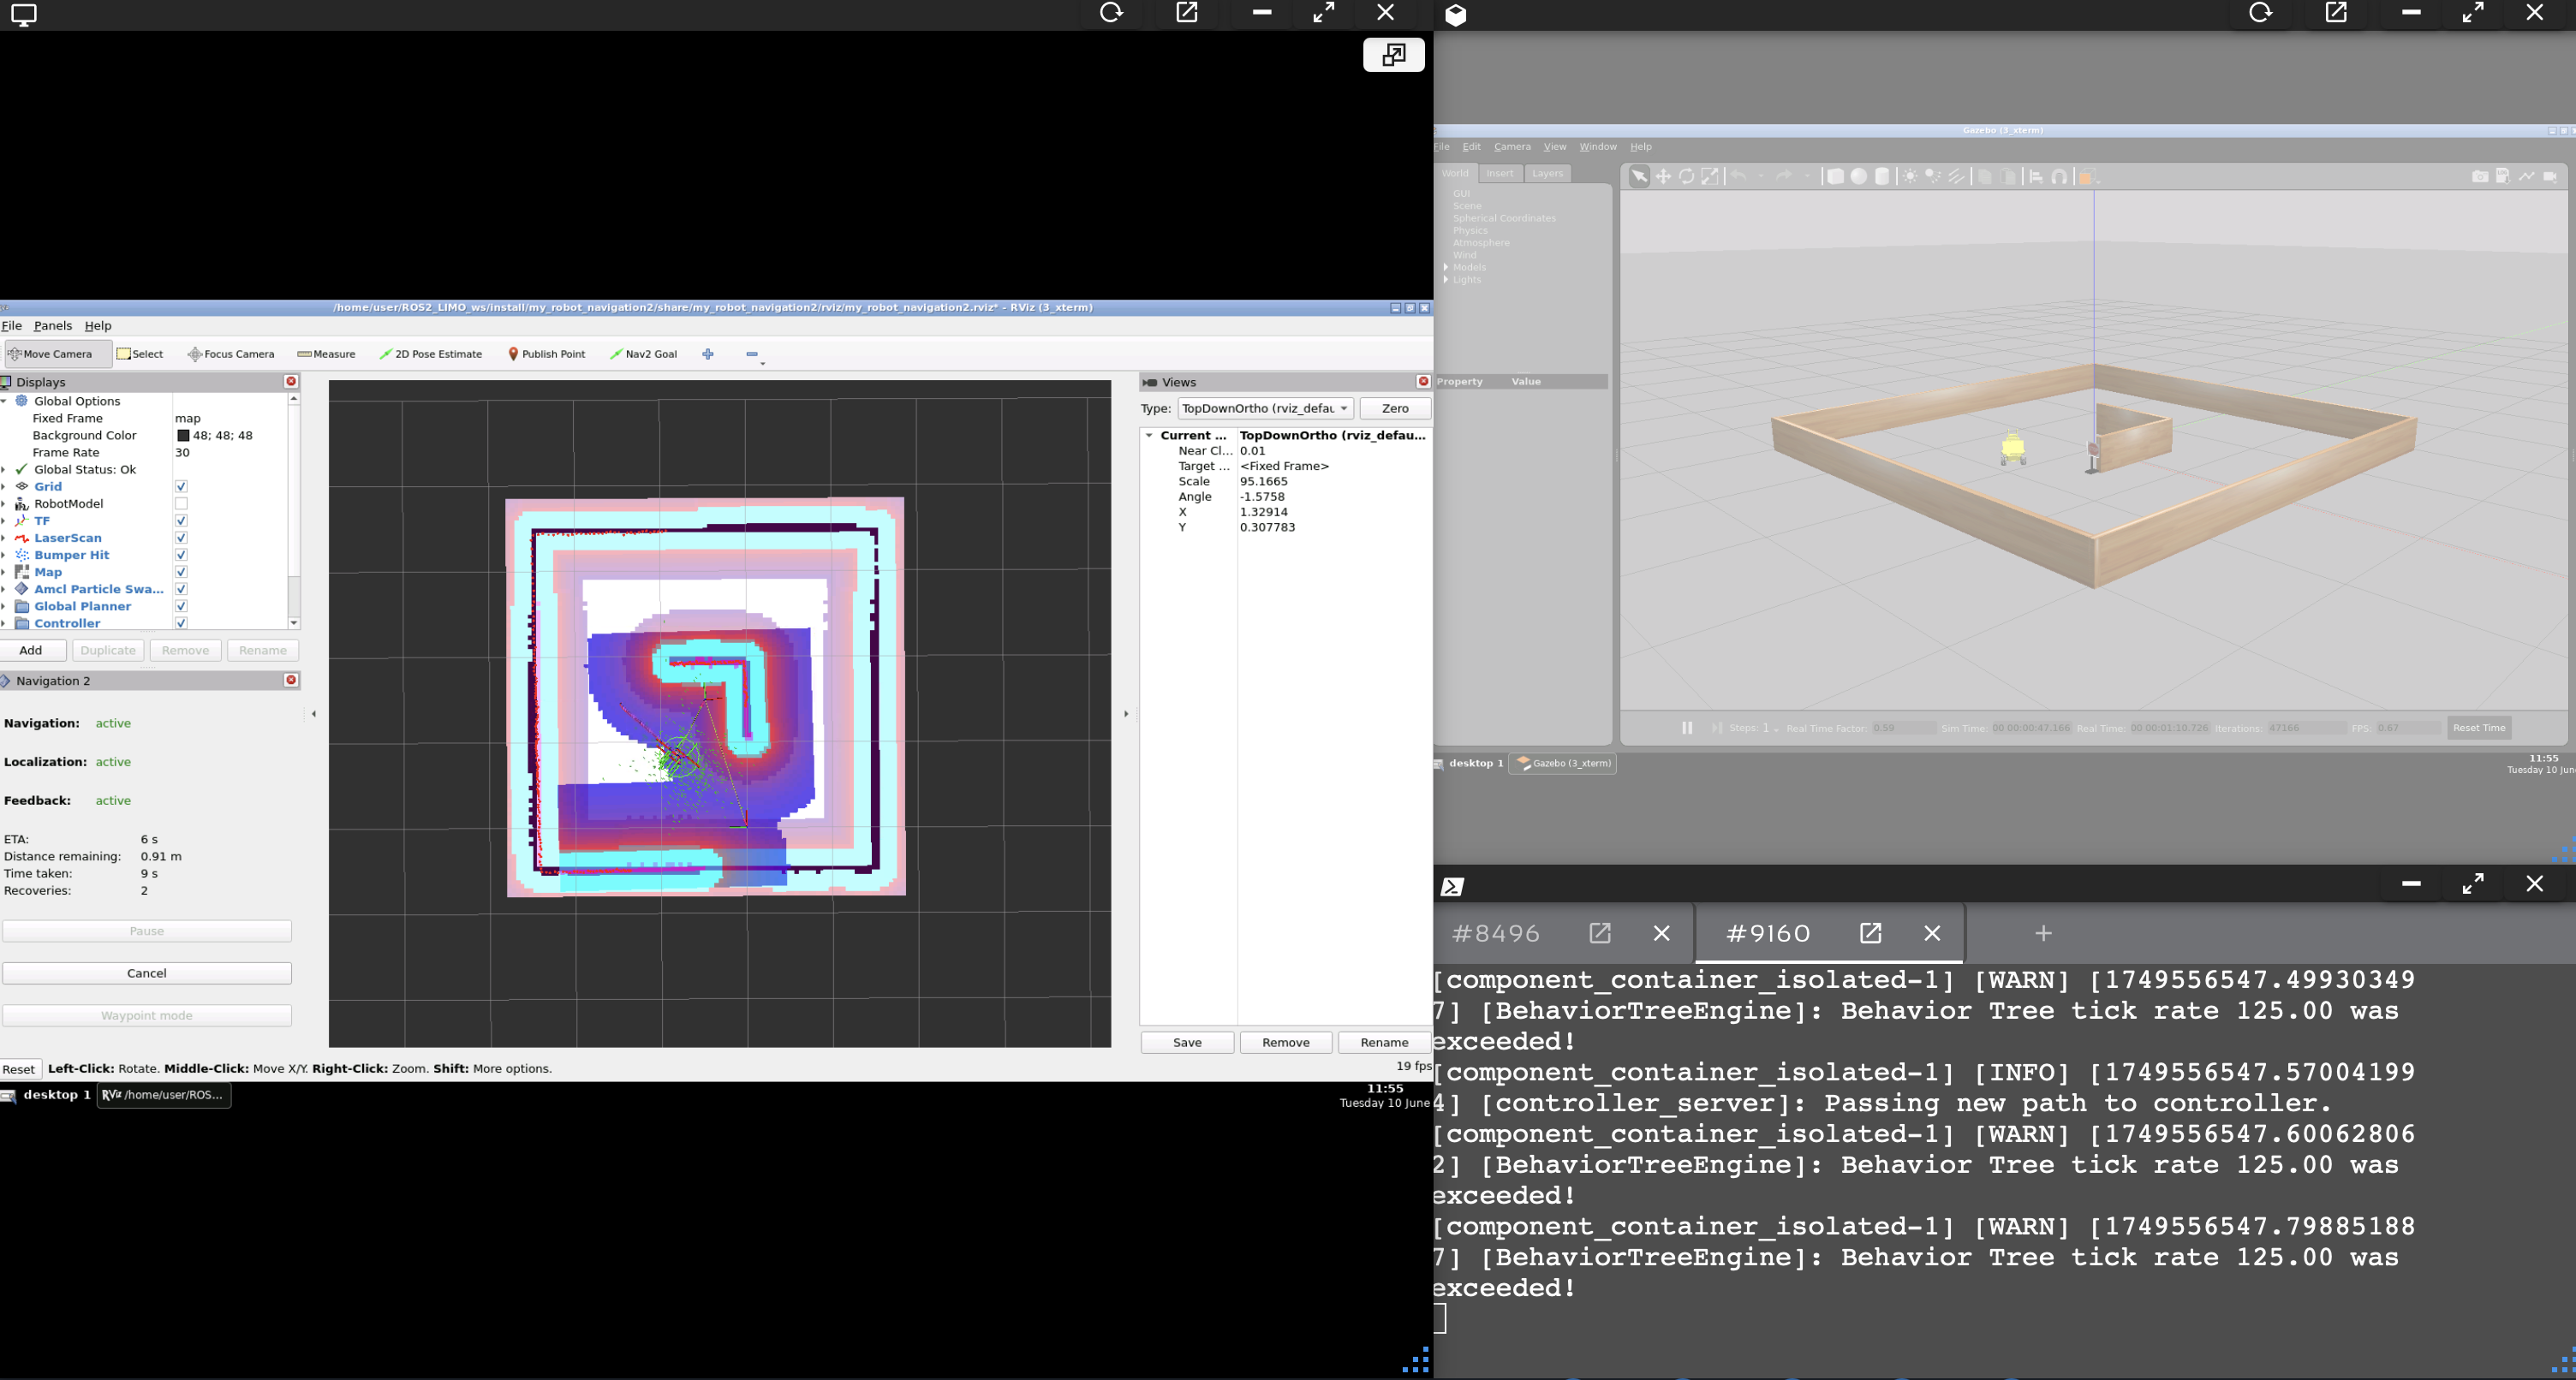 /home/user/ROS2_LIMO_ws/install/my_robot_navigation2/share/my_robot_navigation2/rviz/my_robot_navigation2.rviz* - RViz (3_xterm)
File Panels Help
Move Camera Select Focus Camera Measure 2D Pose Estimate Publish Point Nav2 Goal
Displays
Global Options
Fixed Frame map
Background Color 48; 48; 48
Frame Rate 30
Global Status: Ok
Grid
RobotModel
TF
LaserScan
Bumper Hit
Map
Amcl Particle Swa...
Global Planner
Controller
Add Duplicate Remove Rename
Navigation 2
Navigation: active
Localization: active
Feedback: active
ETA: 6 s
Distance remaining: 0.91 m
Time taken: 9 s
Recoveries: 2
Pause
Cancel
Waypoint mode
Reset Left-Click: Rotate. Middle-Click: Move X/Y. Right-Click: Zoom. Shift: More options.
19 fps
Views
Type: TopDownOrtho (rviz_defau Zero
Current ... TopDownOrtho (rviz_defau...
Near Cl... 0.01
Target ... <Fixed Frame>
Scale 95.1665
Angle -1.5758
X 1.32914
Y 0.307783
Save Remove Rename
desktop 1 RViz /home/user/ROS...
11:55
Tuesday 10 June
Gazebo (3_xterm)
File Edit Camera View Window Help
World Insert Layers
GUI
Scene
Spherical Coordinates
Physics
Atmosphere
Wind
Models
Lights
Property Value
Steps: 1 Real Time Factor: 0.59 Sim Time: 00 00:00:47.166 Real Time: 00 00:01:10.726 Iterations: 47166 FPS: 0.67 Reset Time
desktop 1 Gazebo (3_xterm)
11:55
Tuesday 10 June
#8496 #9160
[component_container_isolated-1] [WARN] [1749556547.49930349
7] [BehaviorTreeEngine]: Behavior Tree tick rate 125.00 was
exceeded!
[component_container_isolated-1] [INFO] [1749556547.57004199
4] [controller_server]: Passing new path to controller.
[component_container_isolated-1] [WARN] [1749556547.60062806
2] [BehaviorTreeEngine]: Behavior Tree tick rate 125.00 was
exceeded!
[component_container_isolated-1] [WARN] [1749556547.79885188
7] [BehaviorTreeEngine]: Behavior Tree tick rate 125.00 was
exceeded!